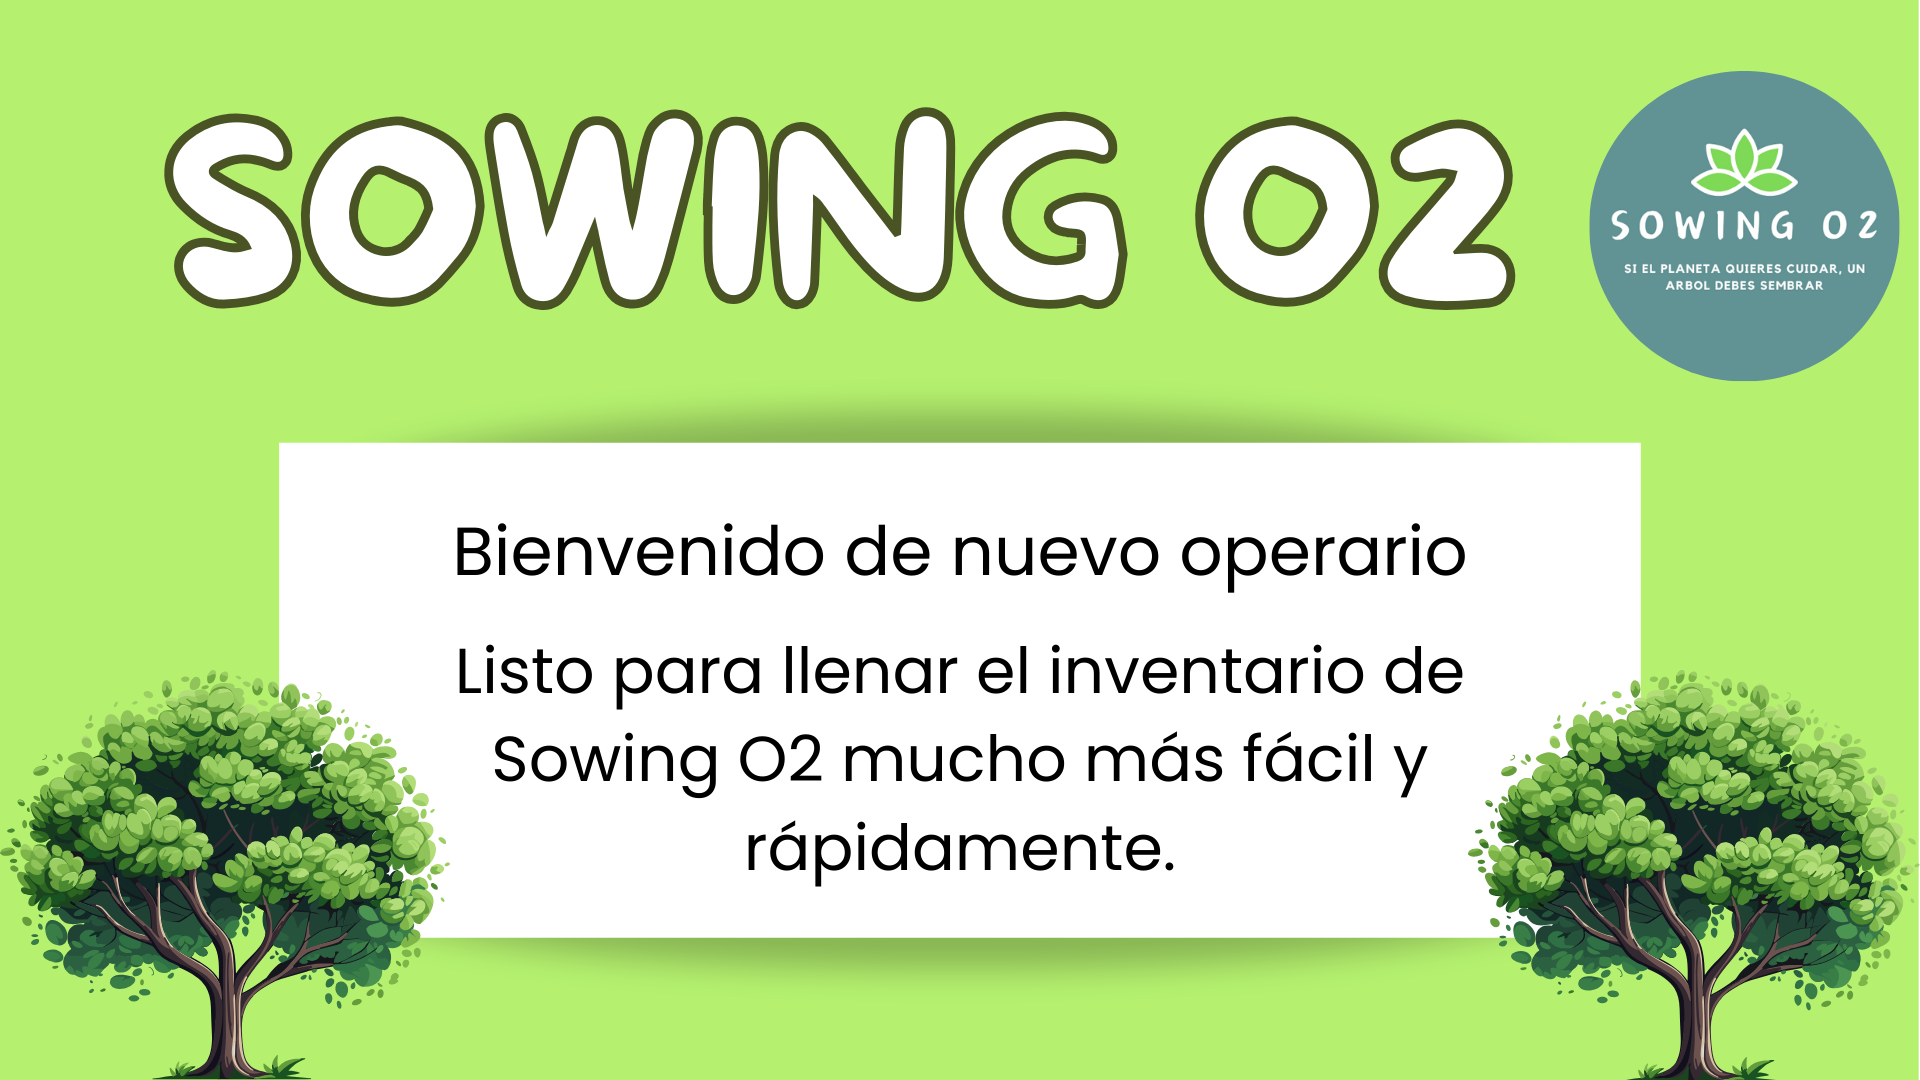 SOWING O2
SOWING O2
SI EL PLANETA QUIERES CUIDAR, UN
ARBOL DEBES SEMBRAR
Bienvenido de nuevo operario
Listo para llenar el inventario de
Sowing O2 mucho más fácil y
rápidamente.